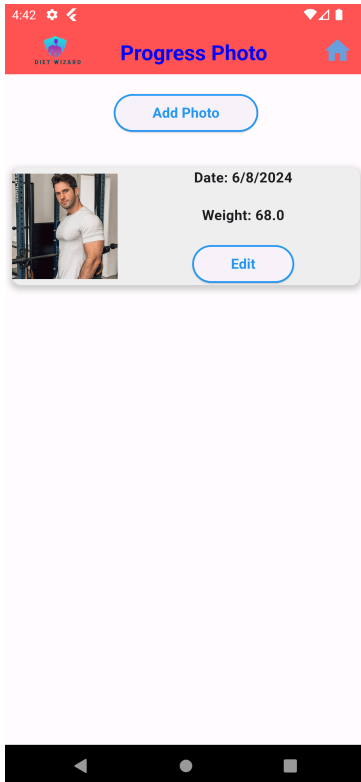 4:42
DIET WIZARD
Progress Photo
Add Photo
Date: 6/8/2024
Weight: 68.0
Edit